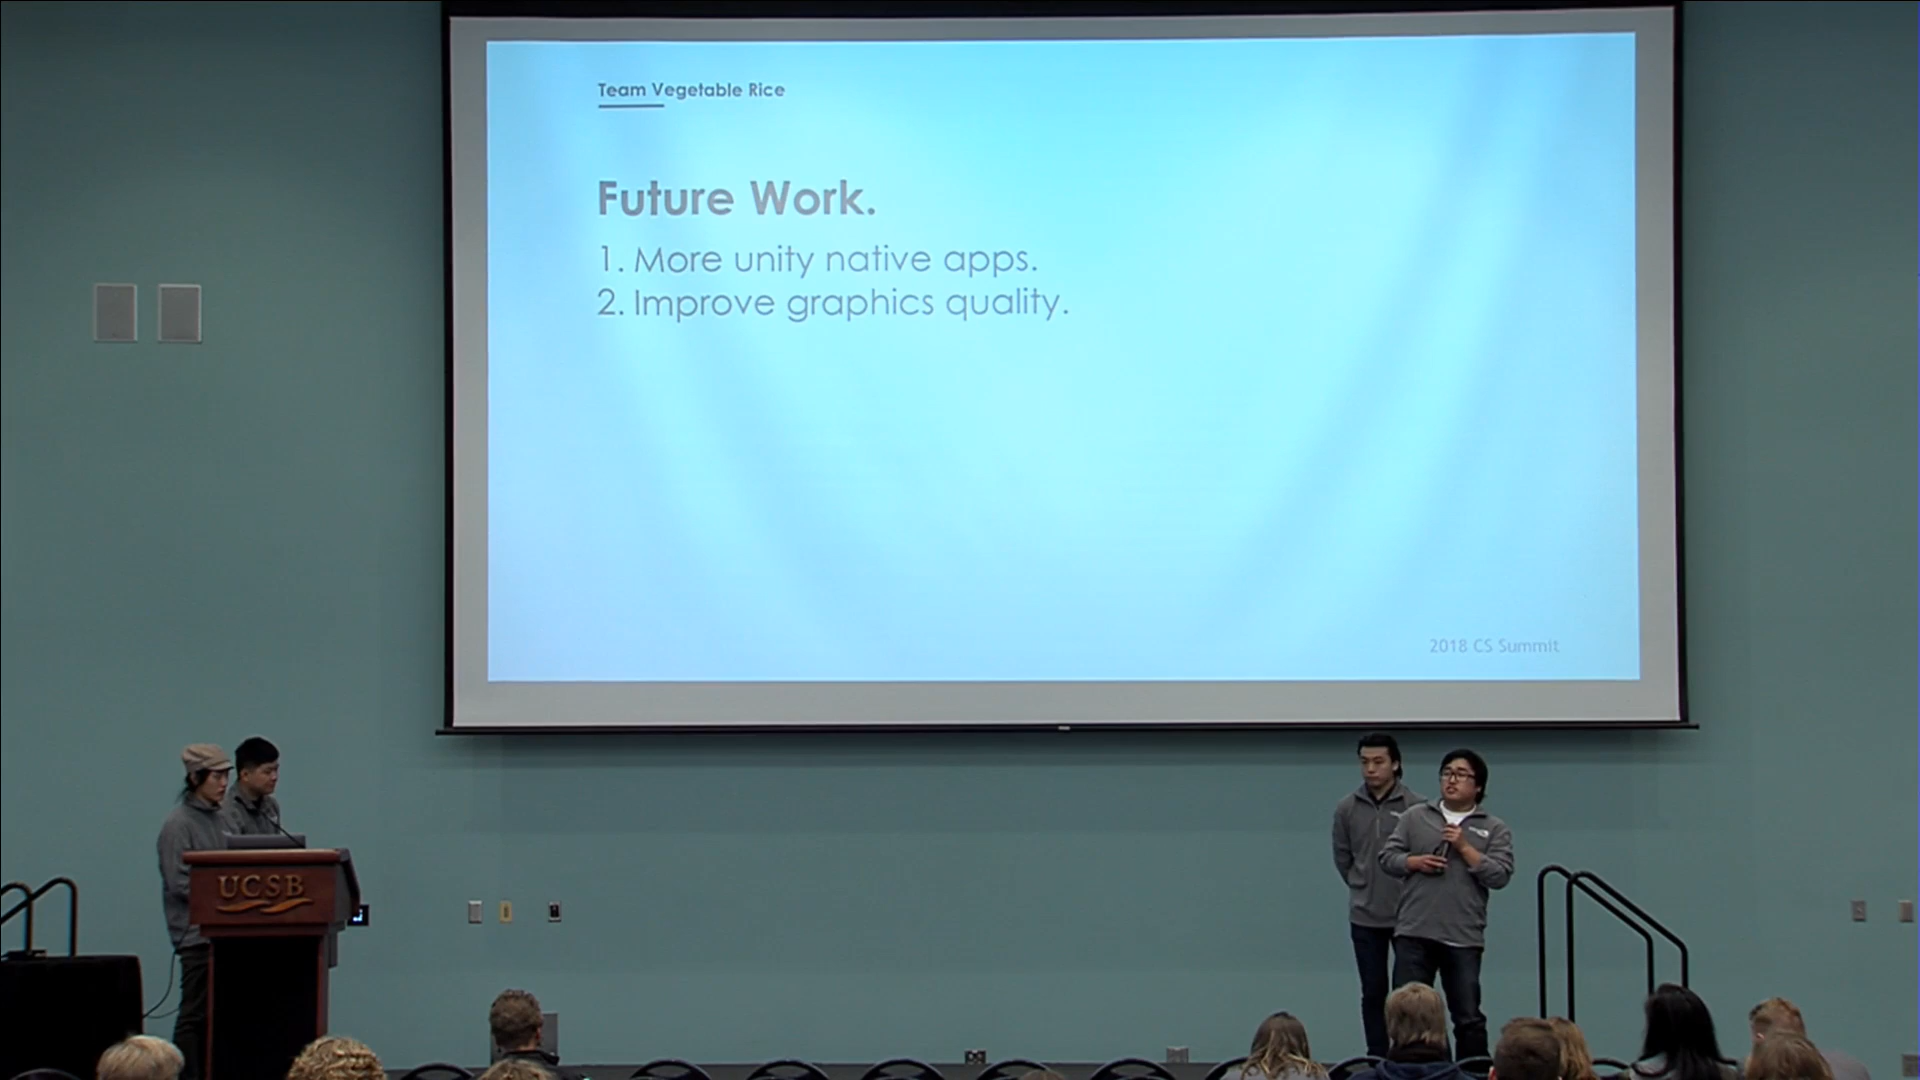 Team Vegetable Rice
Future Work.
1. More unity native apps.
2. Improve graphics quality.
2018 CS Summit
UCSB